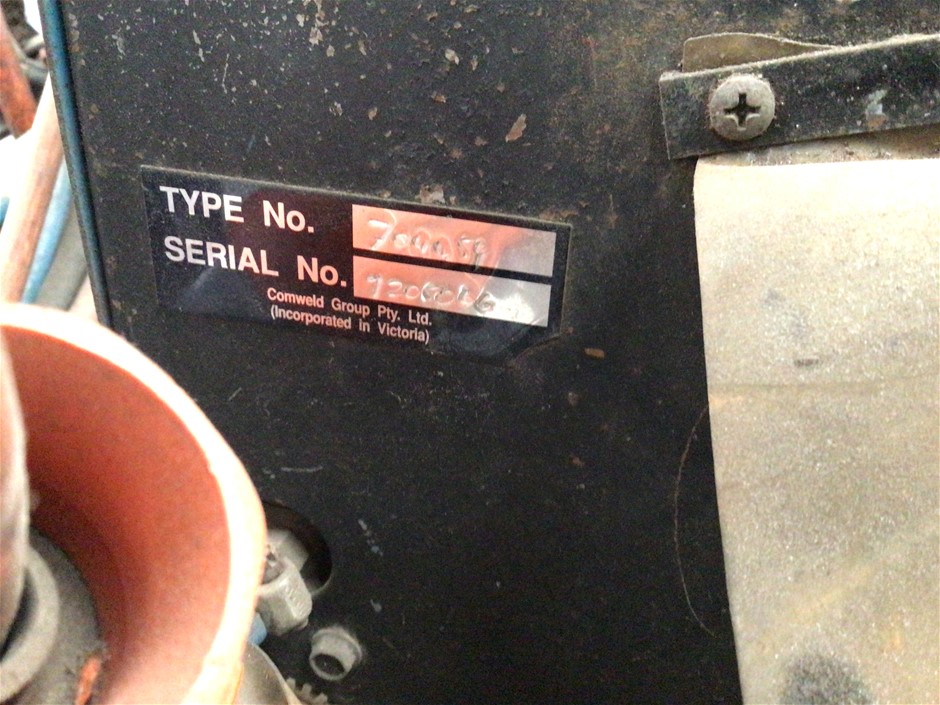 TYPE No.
SERIAL No.
Comweld Group Pty. Ltd.
(Incorporated in Victoria)